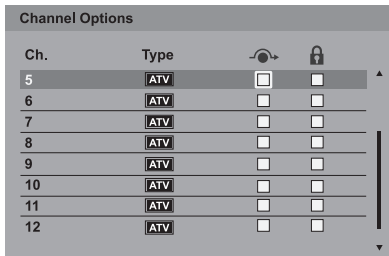 Channel Options
Ch. Type
5 ATV
6 ATV
7 ATV
8 ATV
9 ATV
10 ATV
11 ATV
12 ATV